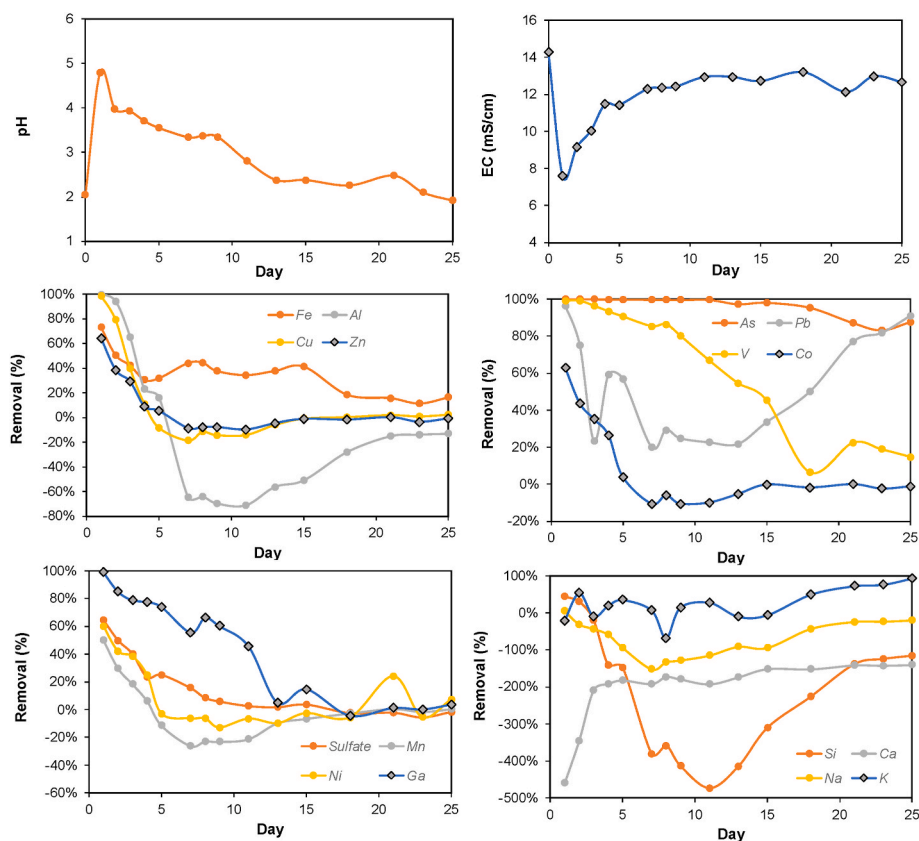 6
5
4
3
2
1
pH
0 5 10 15 20 25
Day
16
14
12
10
8
6
4
EC (mS/cm)
0 5 10 15 20 25
Day
100%
80%
60%
40%
20%
0%
-20%
-40%
-60%
-80%
Removal (%)
Fe Al
Cu Zn
0 5 10 15 20 25
Day
100%
80%
60%
40%
20%
0%
-20%
Removal (%)
As Pb
V Co
0 5 10 15 20 25
Day
100%
80%
60%
40%
20%
0%
-20%
-40%
-60%
Removal (%)
Sulfate Mn
Ni Ga
0 5 10 15 20 25
Day
100%
0%
-100%
-200%
-300%
-400%
-500%
Removal (%)
Si Ca
Na K
0 5 10 15 20 25
Day